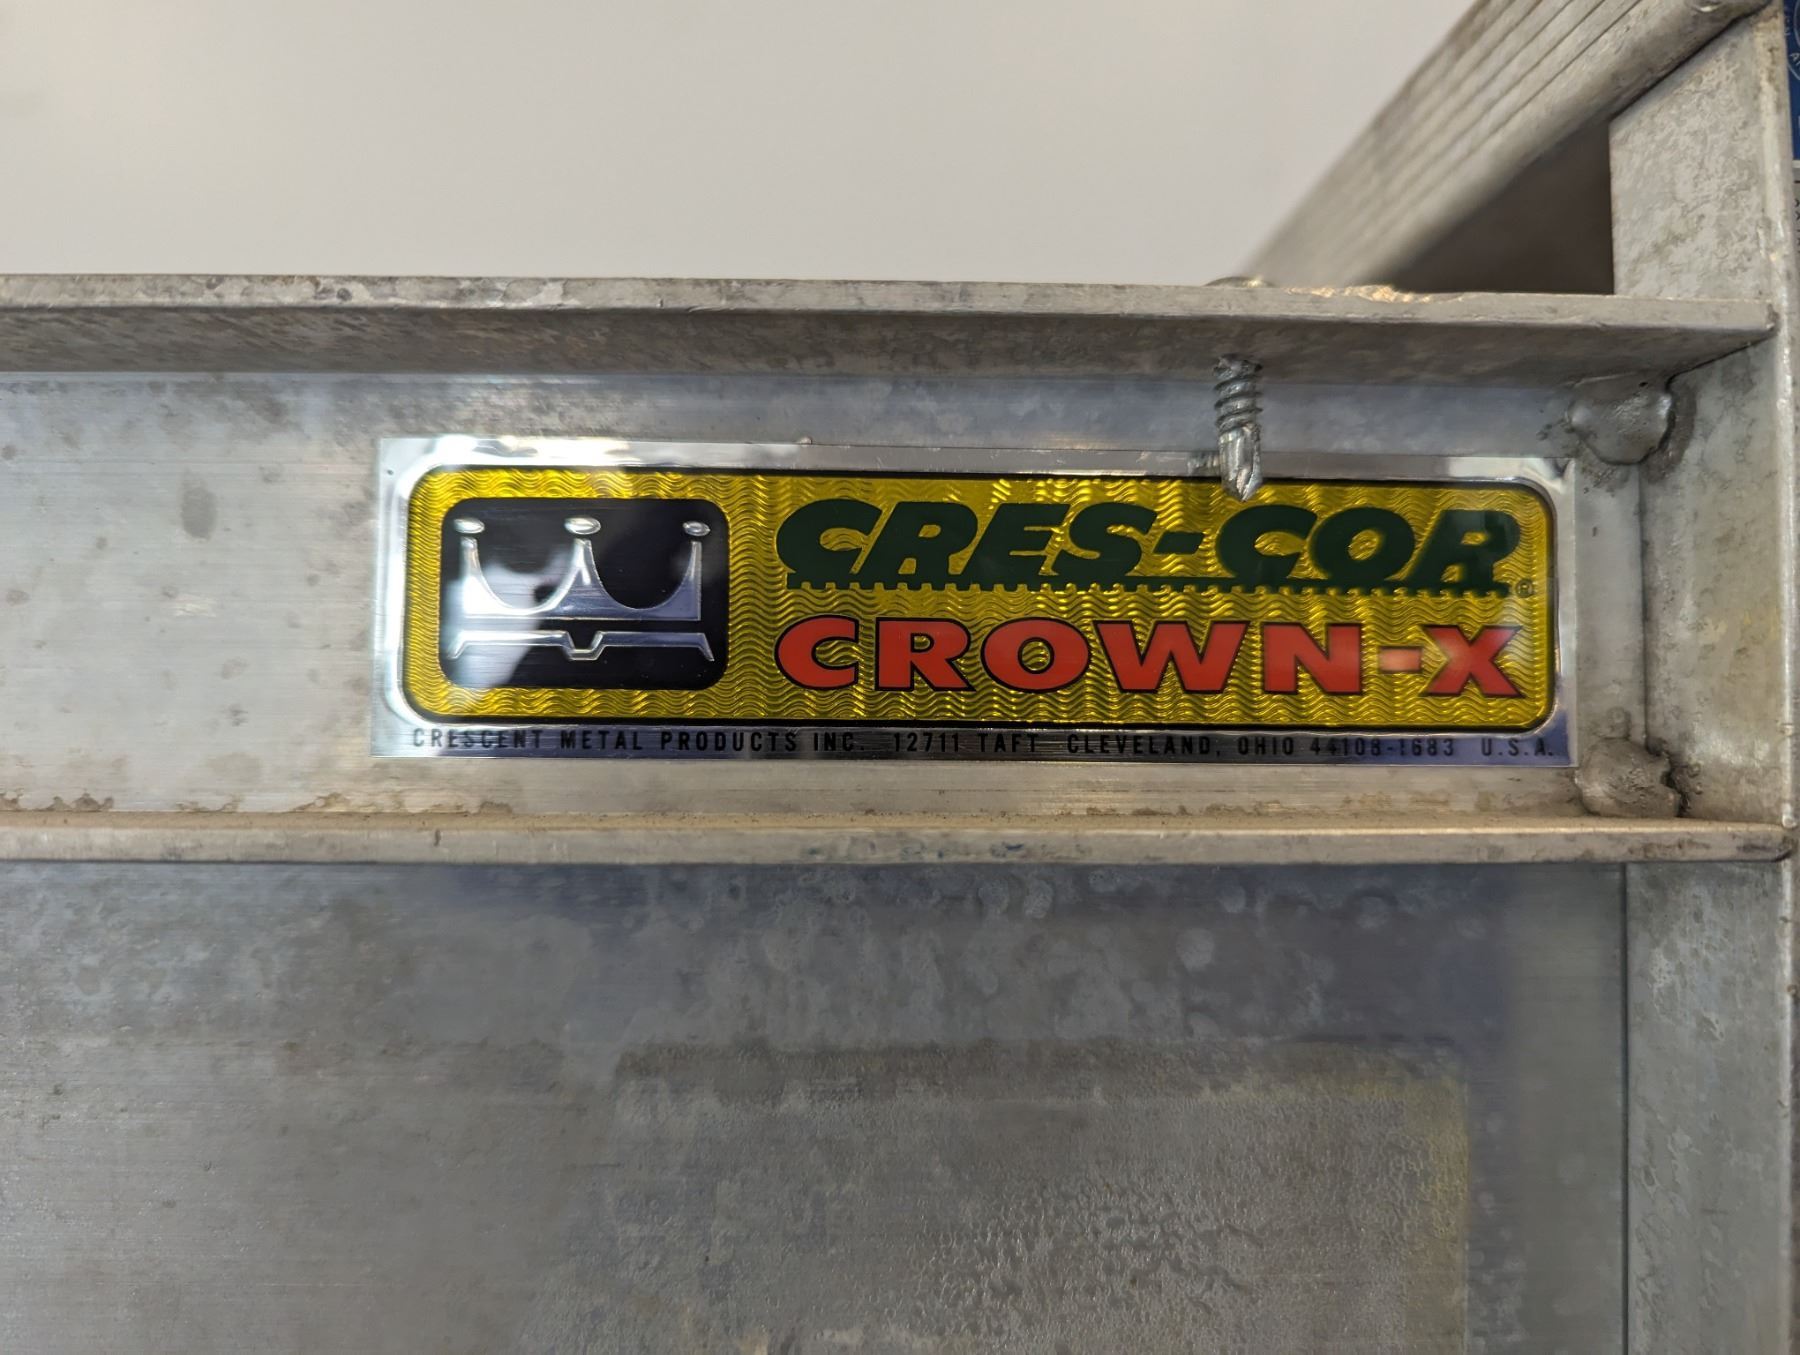 CRES-COR®
CROWN-X
CRESCENT METAL PRODUCTS INC. 12711 TAFT CLEVELAND, OHIO 44108-1683 U.S.A.